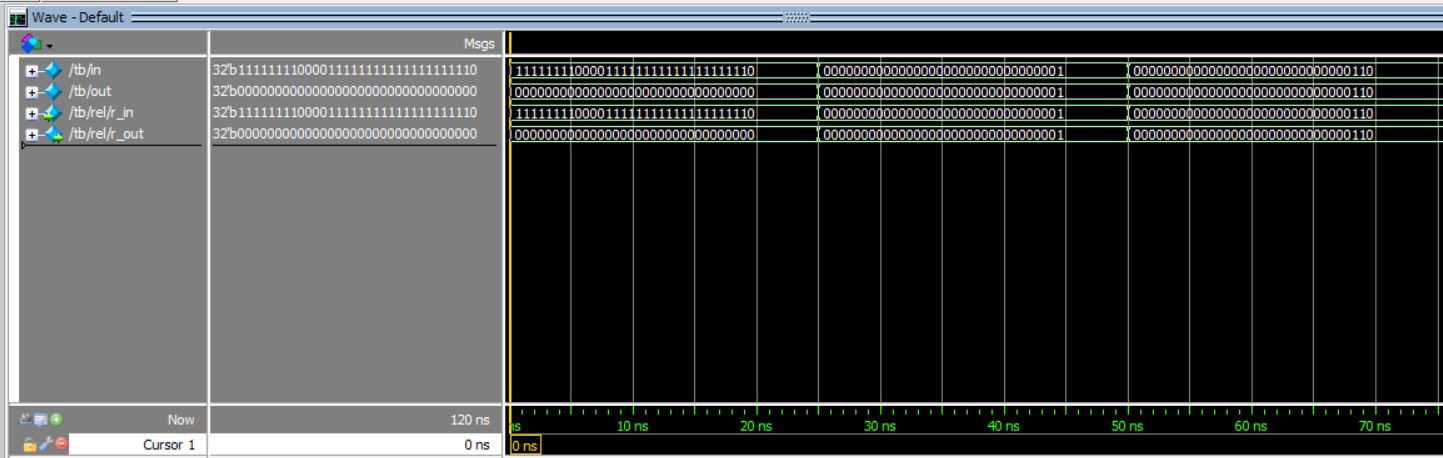 Wave - Default
Msgs
/tb/in 32'b11111111000011111111111111111110 11111111000011111111111111111110 00000000000000000000000000000001 00000000000000000000000000000110
/tb/out 32'b00000000000000000000000000000000 00000000000000000000000000000000 00000000000000000000000000000001 00000000000000000000000000000110
/tb/rel/r_in 32'b11111111000011111111111111111110 11111111000011111111111111111110 00000000000000000000000000000001 00000000000000000000000000000110
/tb/rel/r_out 32'b00000000000000000000000000000000 00000000000000000000000000000000 00000000000000000000000000000001 00000000000000000000000000000110
Now 120 ns ns 10 ns 20 ns 30 ns 40 ns 50 ns 60 ns 70 ns
Cursor 1 0 ns 0 ns